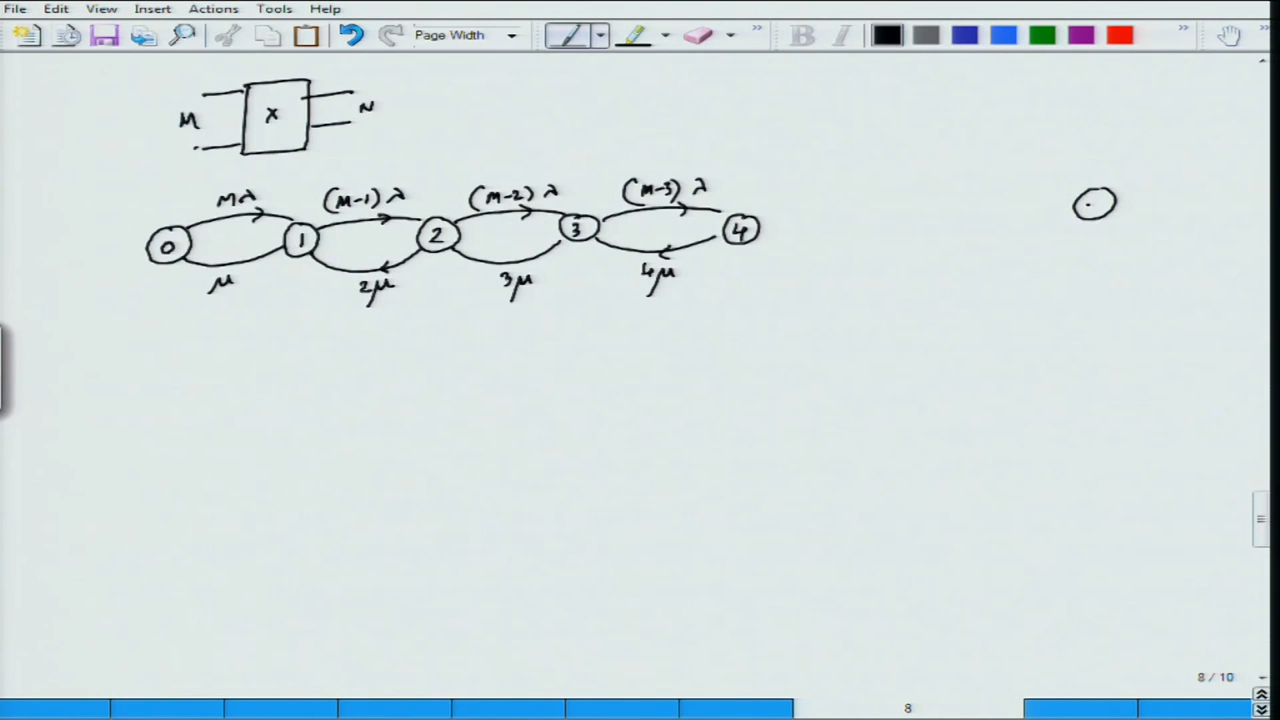 File Edit View Insert Actions Tools Help
Page Width B I
M X N
Mλ (M-1) λ (M-2) λ (M-3) λ
0 1 2 3 4
μ 2μ 3μ 4μ
8 / 10
8